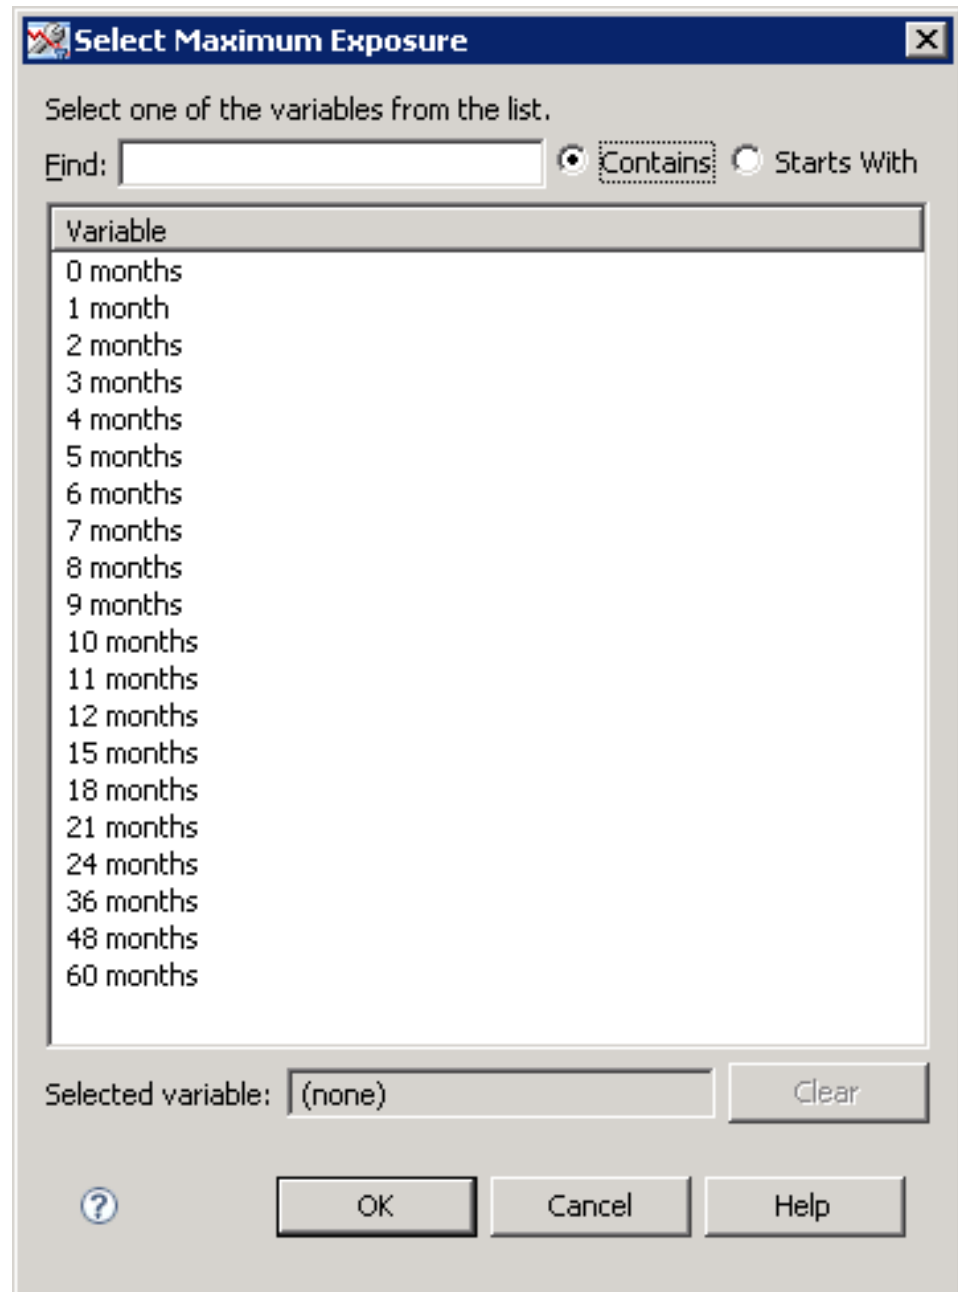 Select Maximum Exposure
Select one of the variables from the list.
Find: Contains Starts With
Variable
0 months
1 month
2 months
3 months
4 months
5 months
6 months
7 months
8 months
9 months
10 months
11 months
12 months
15 months
18 months
21 months
24 months
36 months
48 months
60 months
Selected variable: (none) Clear
? OK Cancel Help